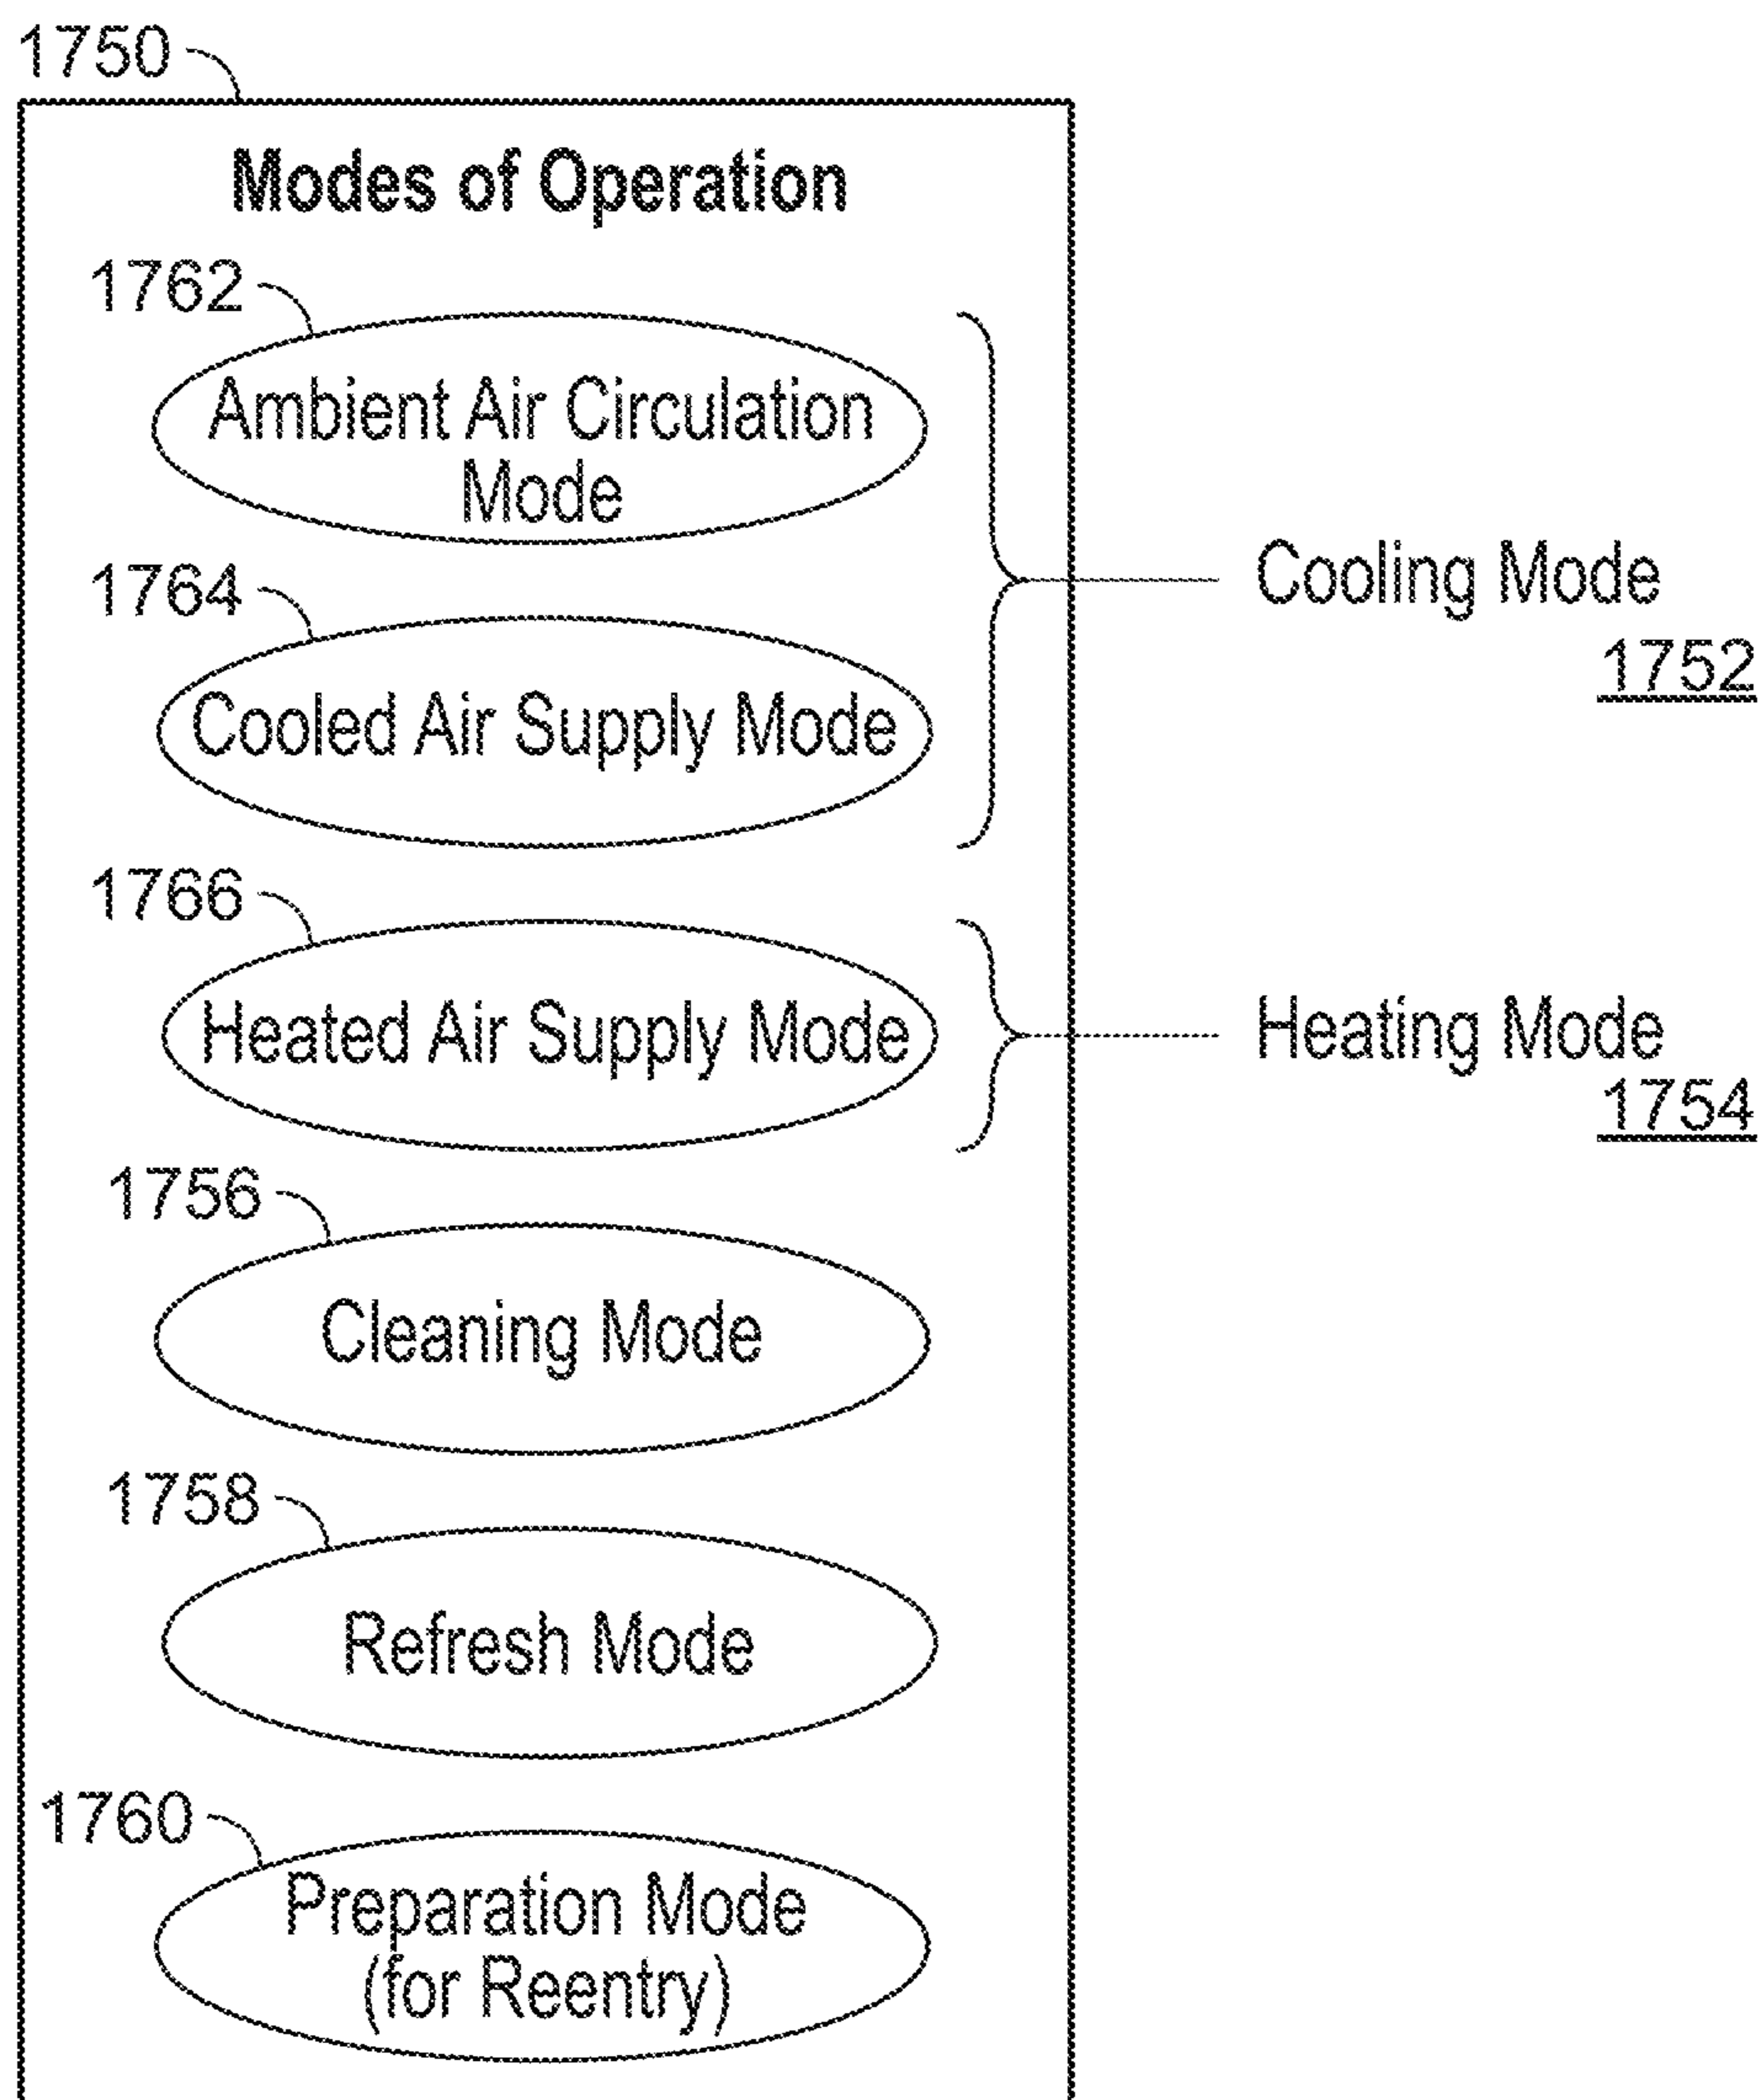 1750
Modes of Operation
1762
Ambient Air Circulation
Mode
Cooling Mode
1752
1764
Cooled Air Supply Mode
1766
Heated Air Supply Mode
Heating Mode
1754
1756
Cleaning Mode
1758
Refresh Mode
1760
Preparation Mode
(for Reentry)